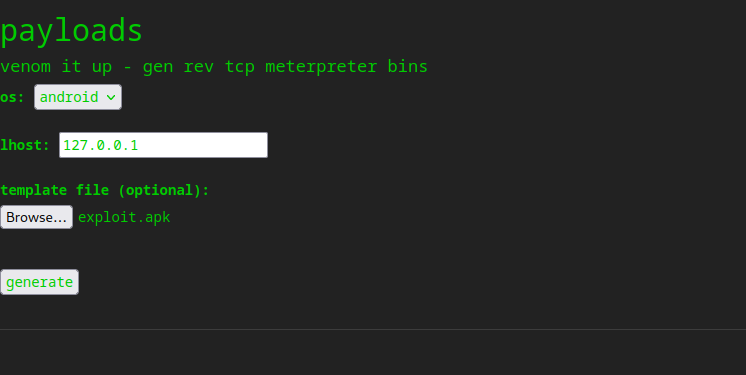 payloads
venom it up - gen rev tcp meterpreter bins
os: android
lhost: 127.0.0.1
template file (optional):
Browse... exploit.apk
generate